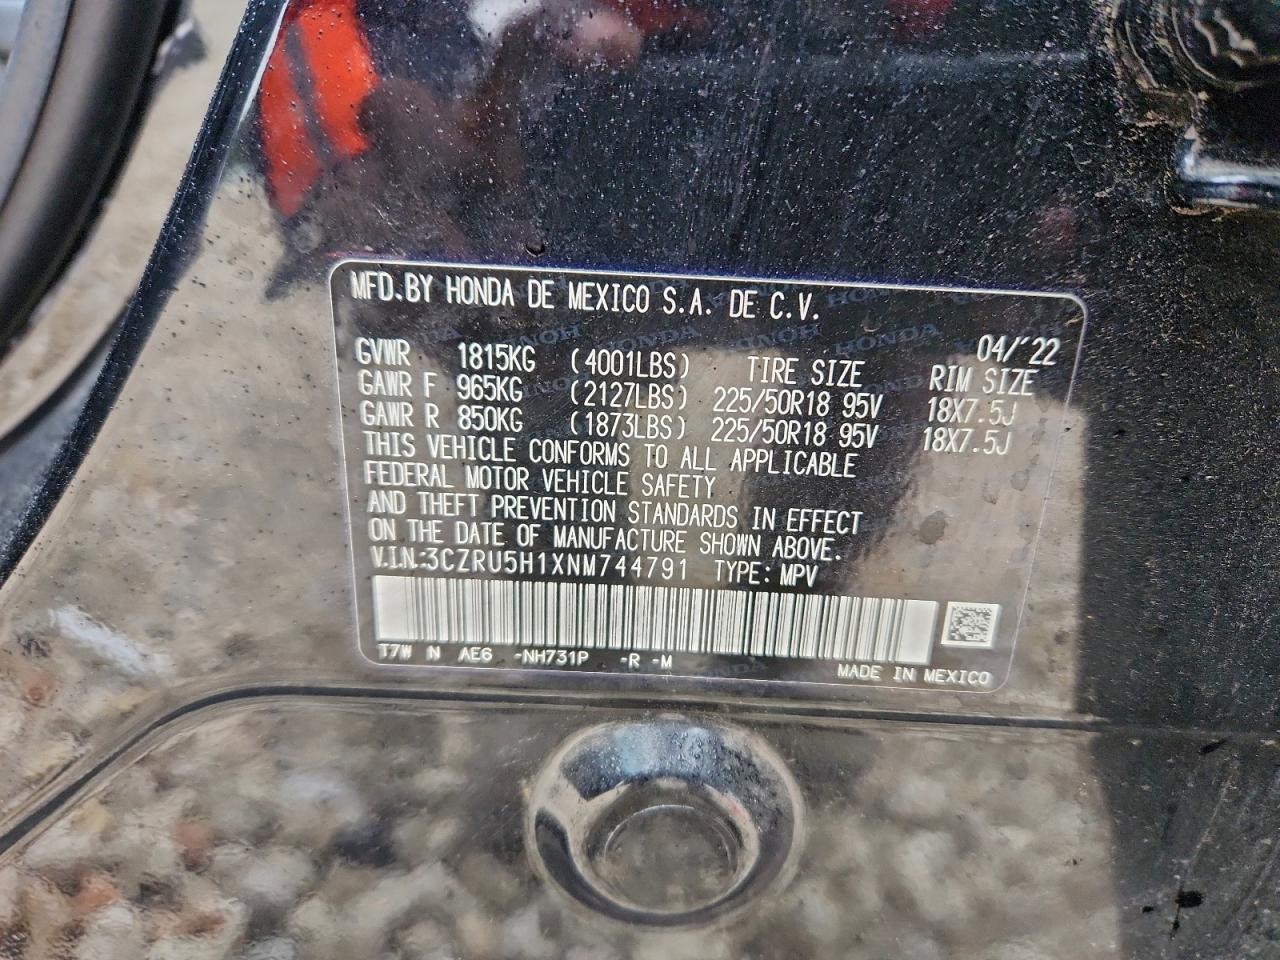 MFD.BY HONDA DE MEXICO S.A. DE C.V.
04/'22
GVWR 1815KG (4001LBS) TIRE SIZE RIM SIZE
GAWR F 965KG (2127LBS) 225/50R18 95V 18X7.5J
GAWR R 850KG (1873LBS) 225/50R18 95V 18X7.5J
THIS VEHICLE CONFORMS TO ALL APPLICABLE
FEDERAL MOTOR VEHICLE SAFETY
AND THEFT PREVENTION STANDARDS IN EFFECT
ON THE DATE OF MANUFACTURE SHOWN ABOVE.
V.I.N.:3CZRU5H1XNM744791 TYPE: MPV
T7W N AE6 -NH731P -R -M
MADE IN MEXICO